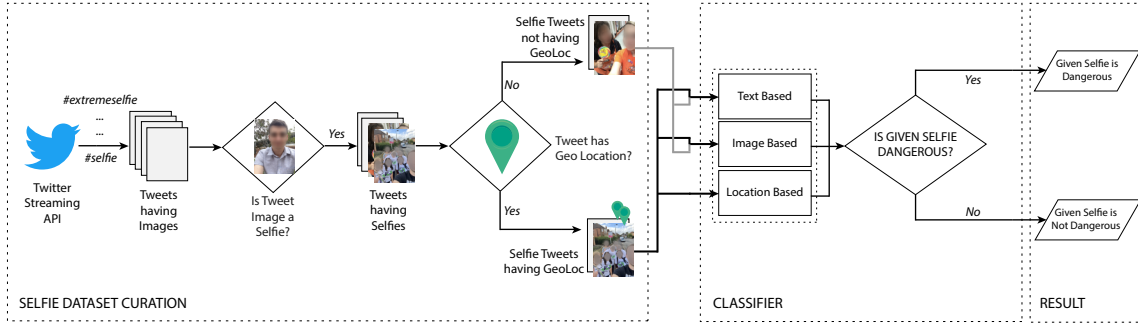 #extremeselfie
...
...
#selfie
Twitter
Streaming
API
Tweets
having
Images
Is Tweet
Image a
Selfie?
Yes
Tweets
having
Selfies
Tweet has
Geo Location?
No
Selfie Tweets
not having
GeoLoc
Yes
Selfie Tweets
having GeoLoc
SELFIE DATASET CURATION
Text Based
Image Based
Location Based
CLASSIFIER
IS GIVEN SELFIE
DANGEROUS?
Yes
Given Selfie is
Dangerous
No
Given Selfie is
Not Dangerous
RESULT